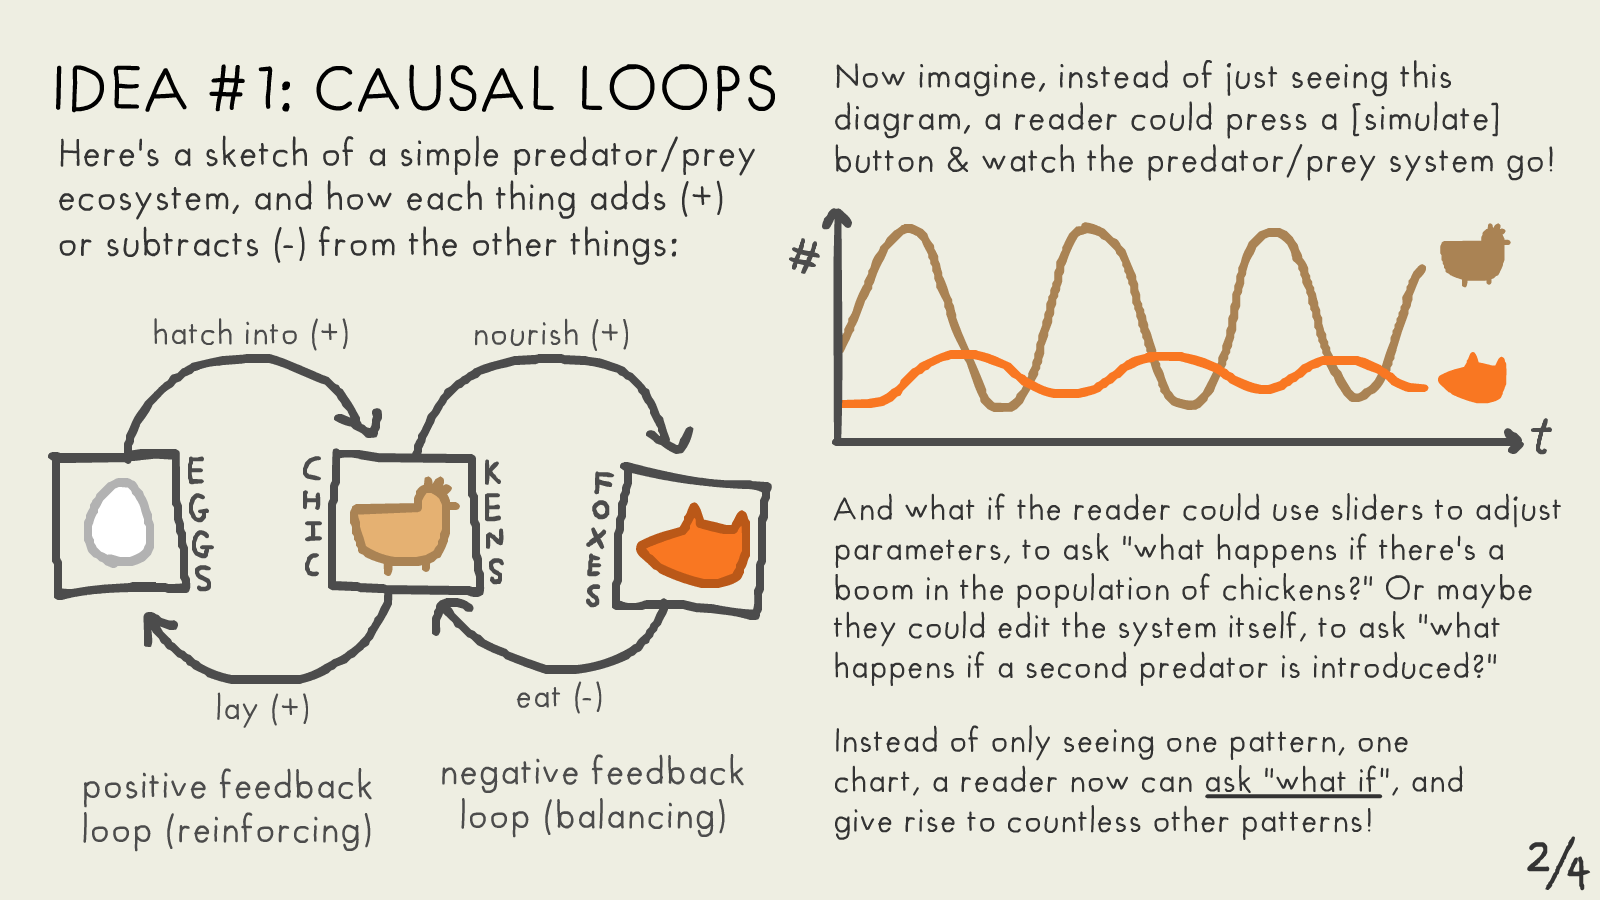 IDEA #1: CAUSAL LOOPS
Here's a sketch of a simple predator/prey
ecosystem, and how each thing adds (+)
or subtracts (-) from the other things:
hatch into (+)
nourish (+)
EGGS
CHIC
KENS
FOXES
lay (+)
eat (-)
positive feedback
loop (reinforcing)
negative feedback
loop (balancing)
Now imagine, instead of just seeing this
diagram, a reader could press a [simulate]
button & watch the predator/prey system go!
#
t
And what if the reader could use sliders to adjust
parameters, to ask "what happens if there's a
boom in the population of chickens?" Or maybe
they could edit the system itself, to ask "what
happens if a second predator is introduced?"
Instead of only seeing one pattern, one
chart, a reader now can ask "what if", and
give rise to countless other patterns!
2/4